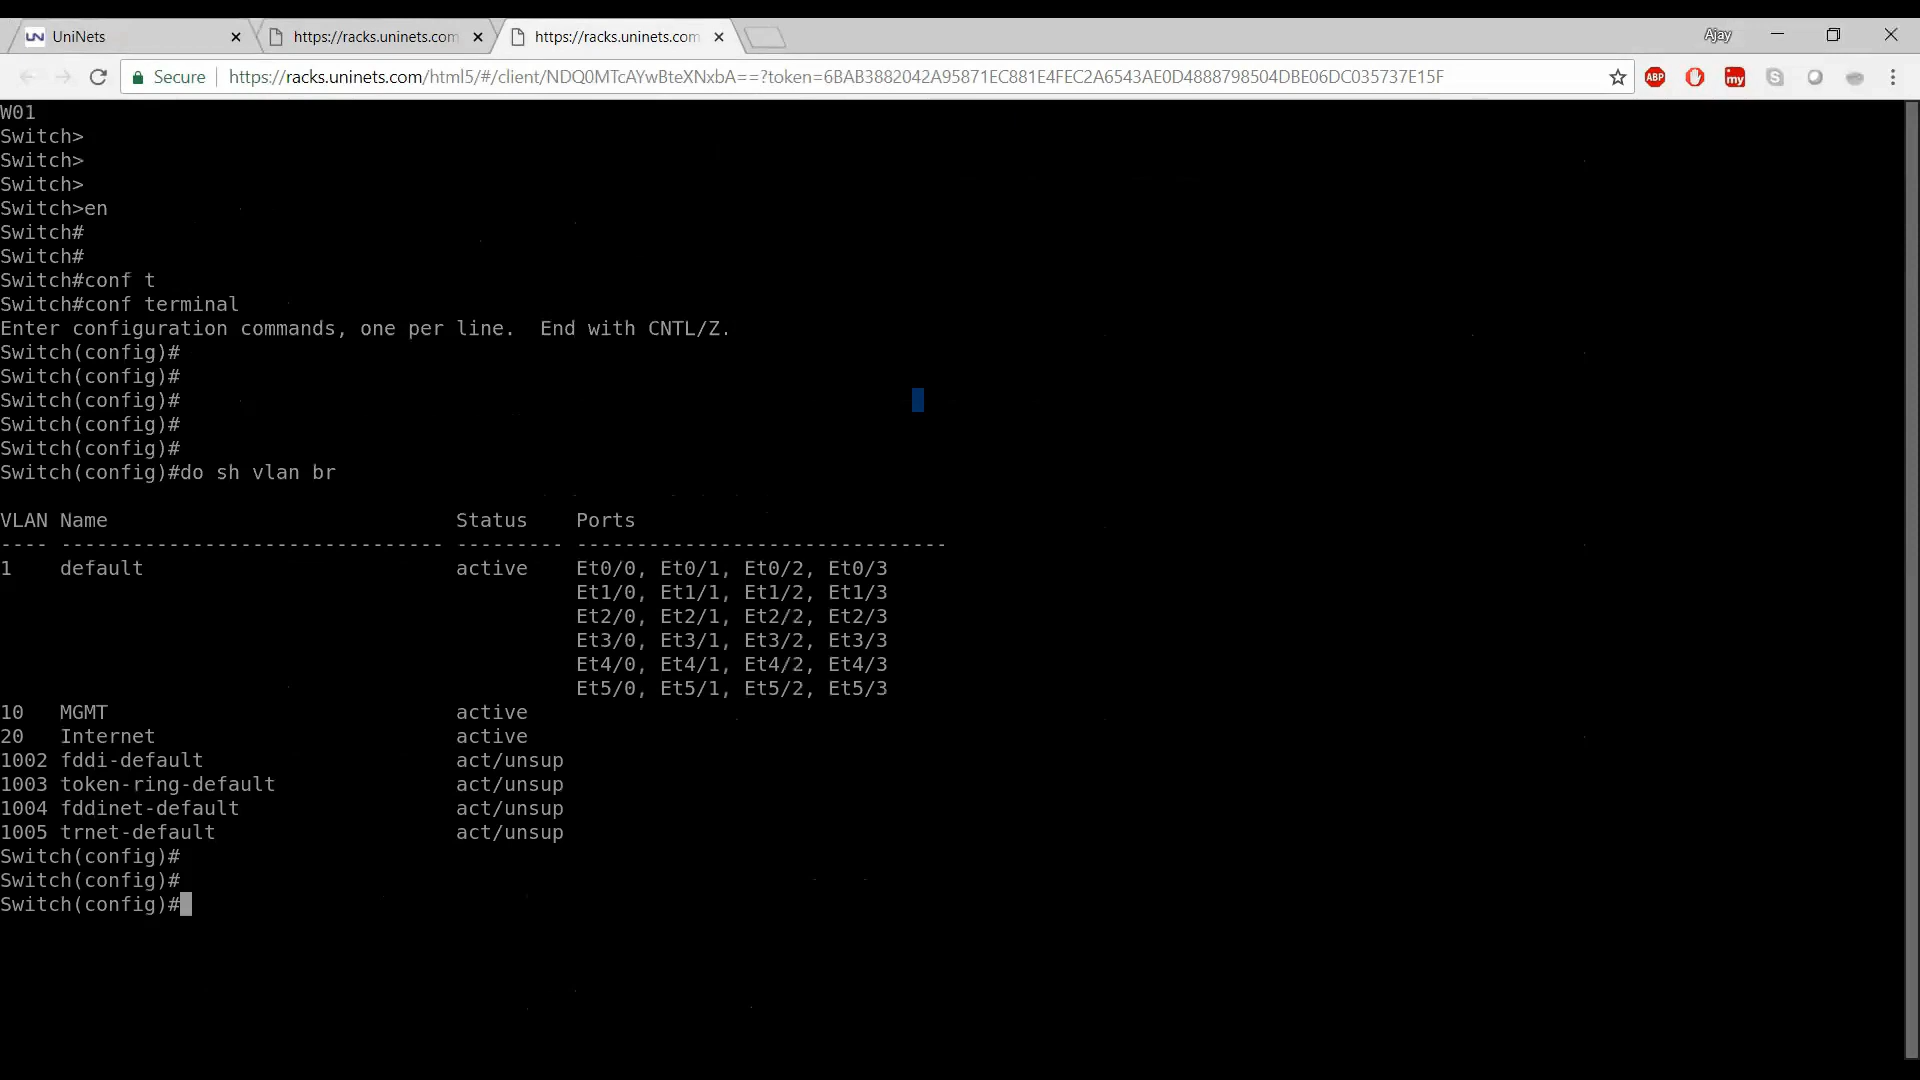 UniNets
https://racks.uninets.com
https://racks.uninets.com
Ajay
Secure https://racks.uninets.com/html5/#/client/NDQ0MTcAYwBteXNxbA==?token=6BAB3882042A95871EC881E4FEC2A6543AE0D4888798504DBE06DC035737E15F
ABP
my
W01
Switch>
Switch>
Switch>
Switch>en
Switch#
Switch#
Switch#conf t
Switch#conf terminal
Enter configuration commands, one per line.  End with CNTL/Z.
Switch(config)#
Switch(config)#
Switch(config)#
Switch(config)#
Switch(config)#
Switch(config)#do sh vlan br
VLAN Name                             Status    Ports
---- -------------------------------- --------- -------------------------------
1    default                          active    Et0/0, Et0/1, Et0/2, Et0/3
                                                Et1/0, Et1/1, Et1/2, Et1/3
                                                Et2/0, Et2/1, Et2/2, Et2/3
                                                Et3/0, Et3/1, Et3/2, Et3/3
                                                Et4/0, Et4/1, Et4/2, Et4/3
                                                Et5/0, Et5/1, Et5/2, Et5/3
10   MGMT                             active
20   Internet                         active
1002 fddi-default                     act/unsup
1003 token-ring-default               act/unsup
1004 fddinet-default                  act/unsup
1005 trnet-default                    act/unsup
Switch(config)#
Switch(config)#
Switch(config)#